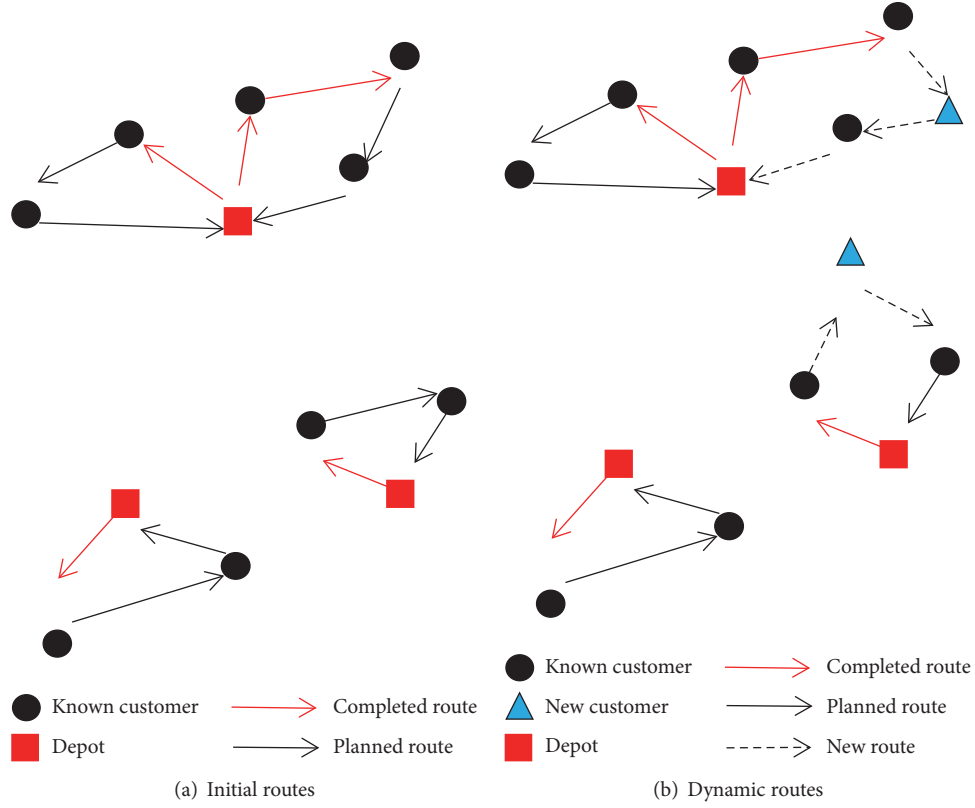 Known customer
Completed route
Depot
Planned route
(a) Initial routes
Known customer
Completed route
New customer
Planned route
Depot
New route
(b) Dynamic routes